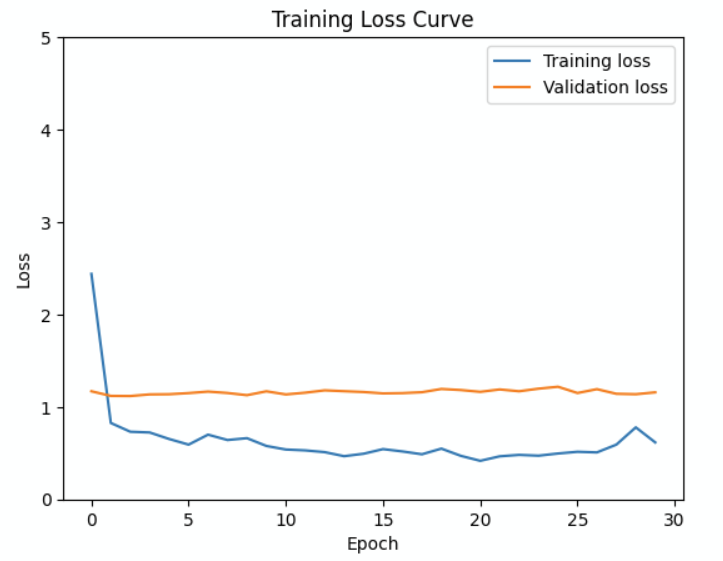 Training Loss Curve
Training loss
Validation loss
5
4
3
2
1
0
Loss
0 5 10 15 20 25 30
Epoch